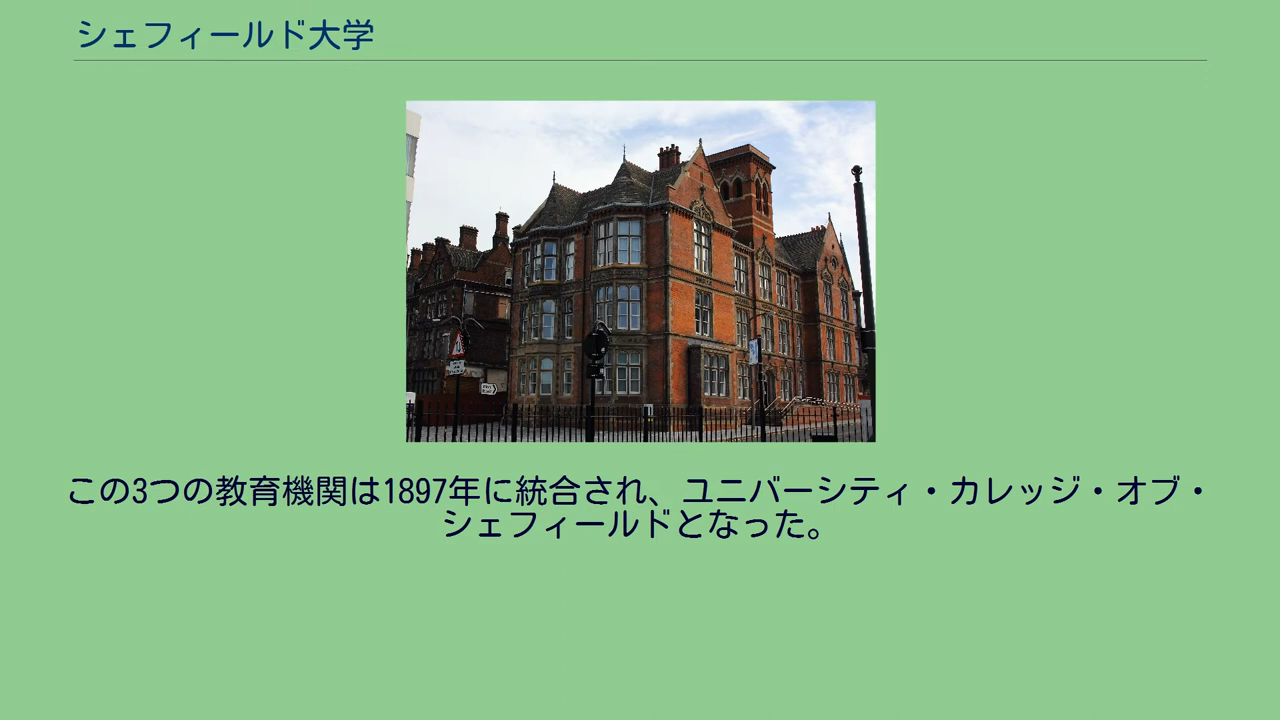 シェフィールド大学
この3つの教育機関は1897年に統合され、ユニバーシティ・カレッジ・オブ・
シェフィールドとなった。